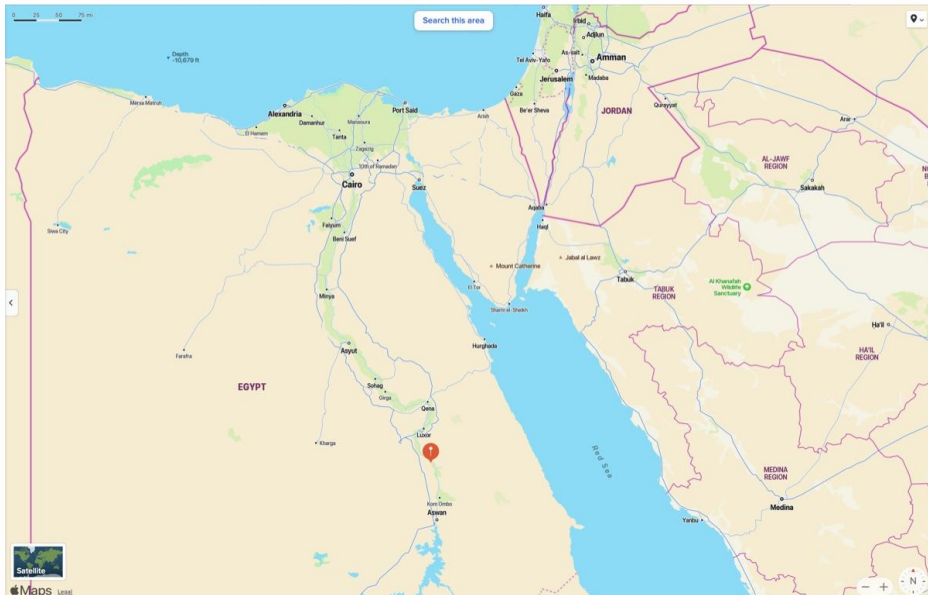 0 25 50 75 mi
Search this area
Depth
-10,679 ft
Haifa
Irbid
Adjlun
As-salt
Amman
Tel Aviv-Yafo
Jerusalem
Madaba
Gaza
Be'er Sheva
JORDAN
Qurayyat
Arar
Mersa Matruh
Alexandria
Port Said
Arish
Damanhur
Mansoura
El Hamam
Tanta
Zagazig
10th of Ramadan
AL-JAWF
REGION
Cairo
Suez
Sakakah
Aqaba
Siwa City
Faiyum
Haql
Beni Suef
Mount Catherine
Jabal al Lawz
Tabuk
El Tor
TABUK
REGION
Al Khanafah
Wildlife
Sanctuary
Minya
Sharm el-Sheikh
Ha'il
Hurghada
Asyut
Farafra
HA'IL
REGION
EGYPT
Sohag
Girga
Qena
Luxor
Kharga
Red Sea
MEDINA
REGION
Kom Ombo
Aswan
Medina
Yanbu
Satellite
Maps Legal
N